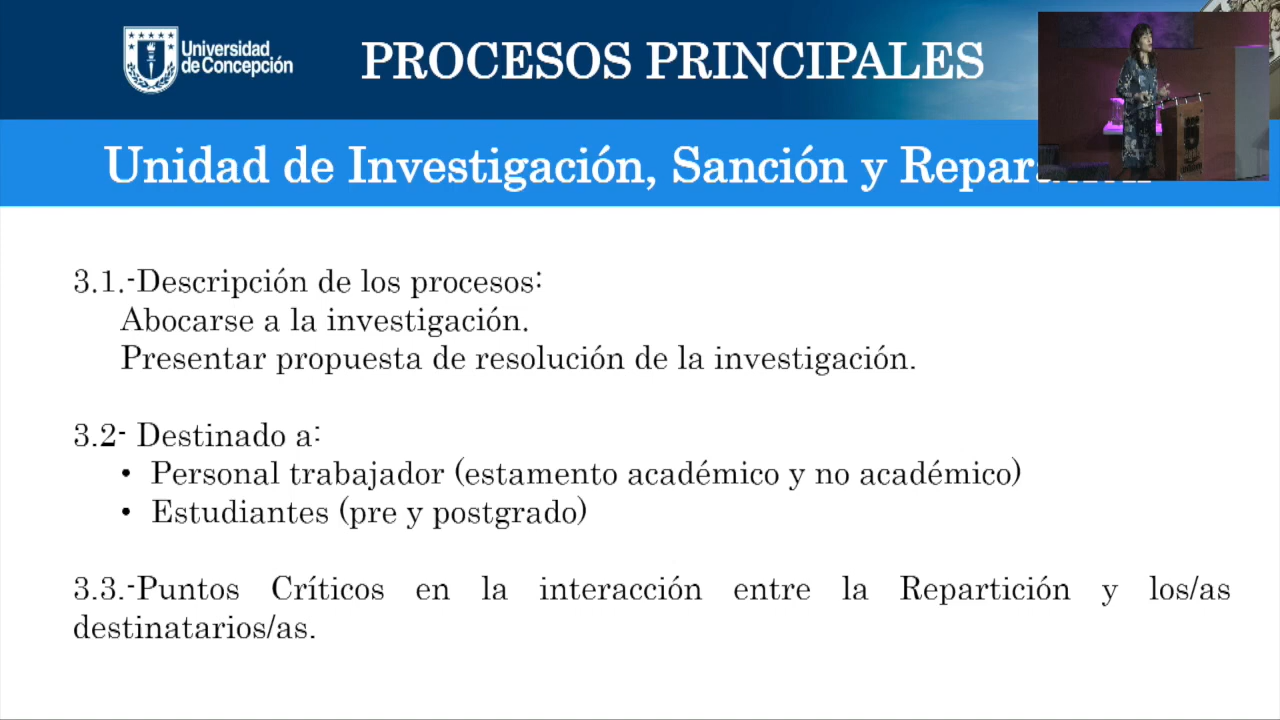 Universidad
de Concepción
PROCESOS PRINCIPALES
Unidad de Investigación, Sanción y
3.1.-Descripción de los procesos:
Abocarse a la investigación.
Presentar propuesta de resolución de la investigación.
3.2- Destinado a:
• Personal trabajador (estamento académico y no académico)
• Estudiantes (pre y postgrado)
3.3.-Puntos Críticos en la interacción entre la Repartición y los/as
destinatarios/as.